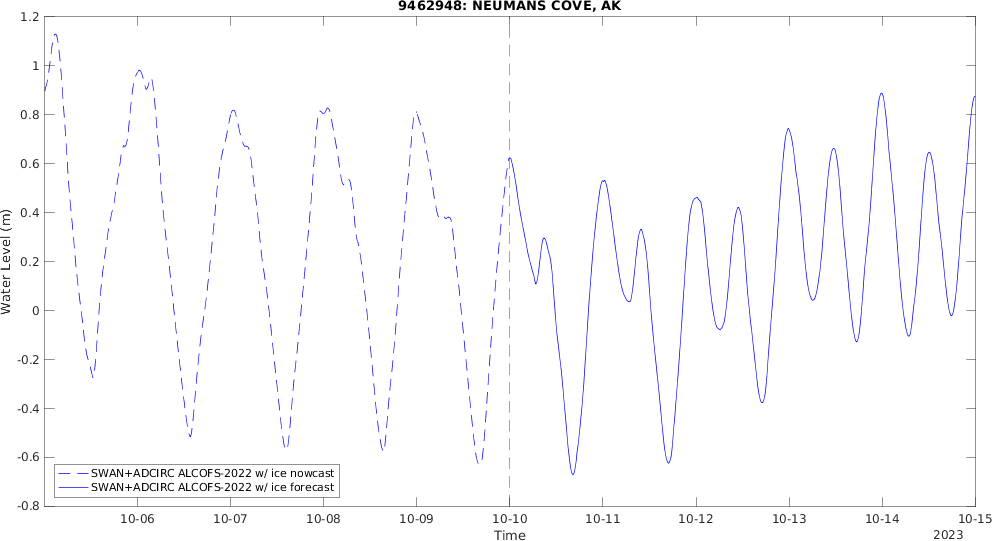 9462948: NEUMANS COVE, AK
Water Level (m)
1.2
1
0.8
0.6
0.4
0.2
0
-0.2
-0.4
-0.6
-0.8
SWAN+ADCIRC ALCOFS-2022 w/ ice nowcast
SWAN+ADCIRC ALCOFS-2022 w/ ice forecast
10-06 10-07 10-08 10-09 10-10 10-11 10-12 10-13 10-14 10-15
Time
2023